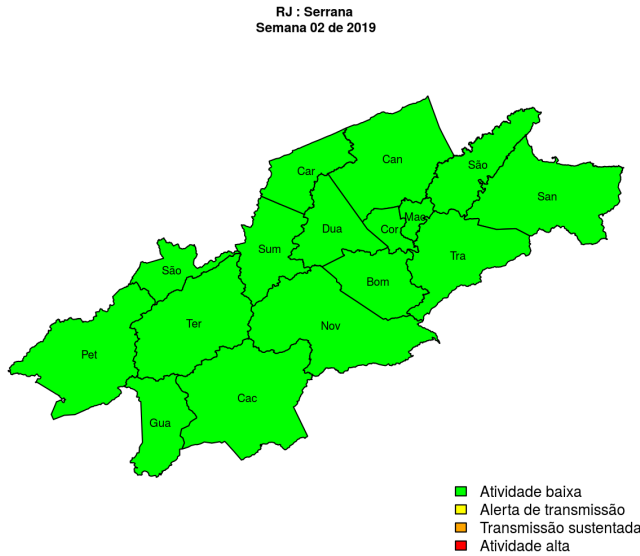 RJ : Serrana
Semana 02 de 2019
Can
São
Car
San
Mac
Cor
Dua
Sum
Tra
São
Bom
Ter
Nov
Pet
Cac
Gua
Atividade baixa
Alerta de transmissão
Transmissão sustentada
Atividade alta